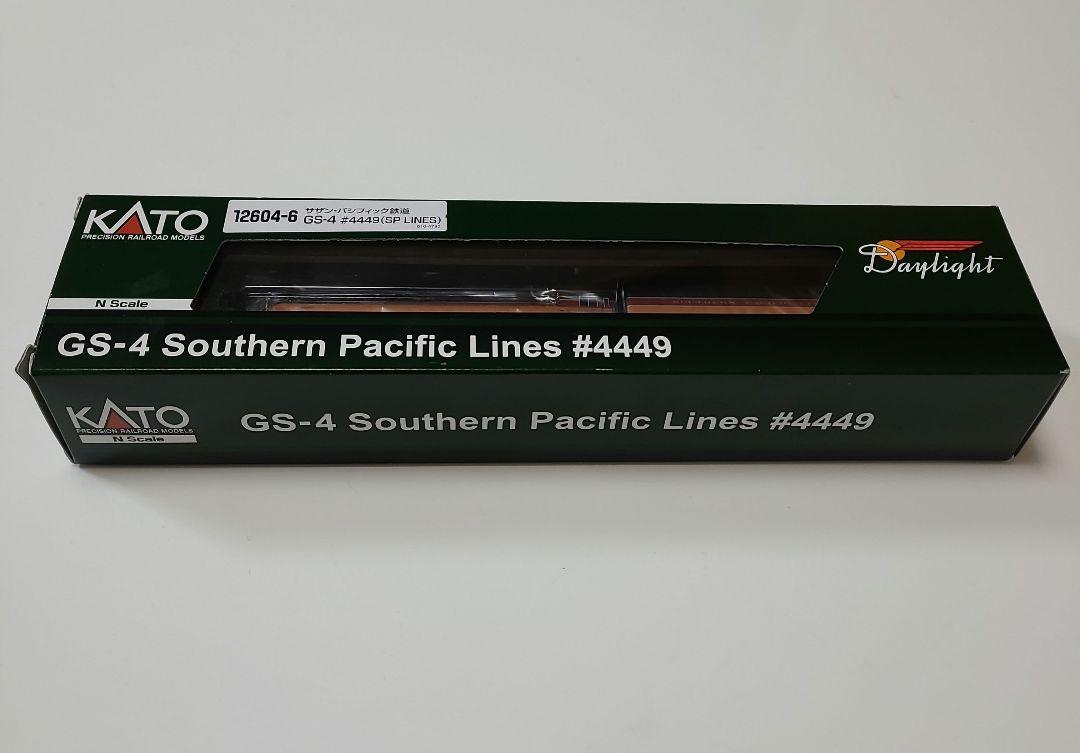 KATO
PRECISION RAILROAD MODELS
12604-6
サザン・パシフィック鉄道
GS-4 #4449(SP LINES)
Daylight
N Scale
GS-4 Southern Pacific Lines #4449
KATO
PRECISION RAILROAD MODELS
N Scale
GS-4 Southern Pacific Lines #4449